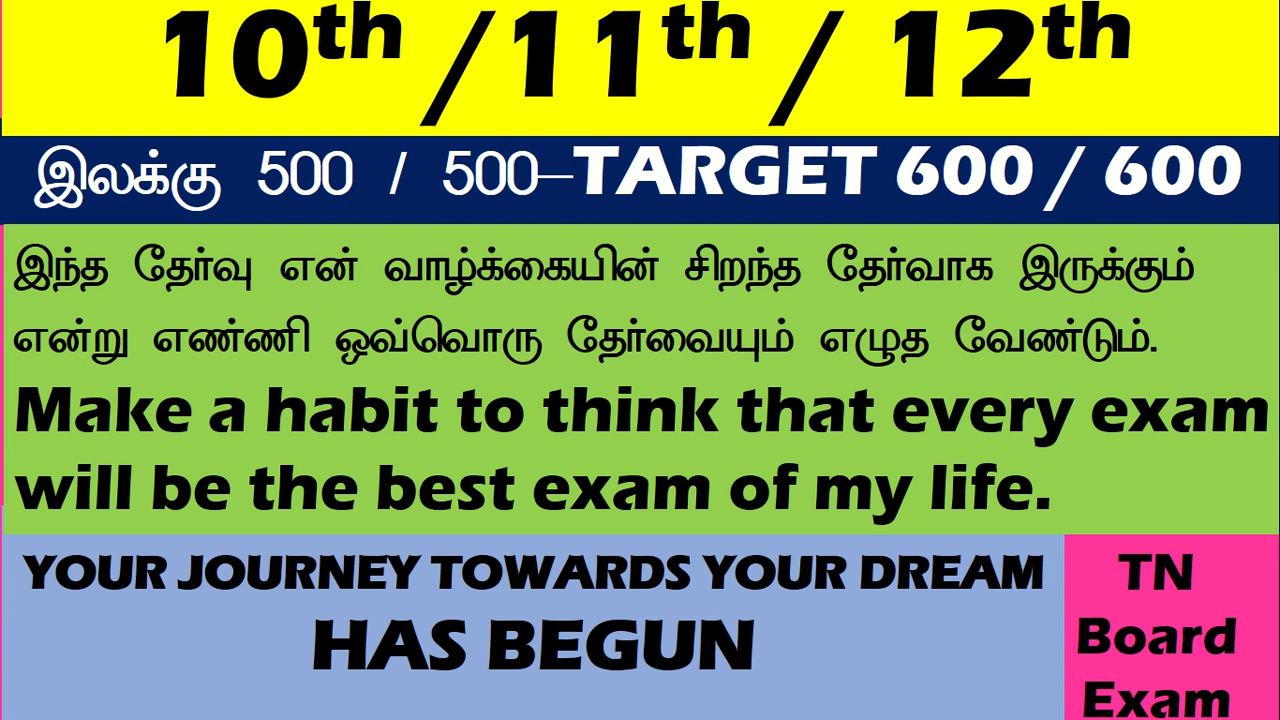 10th /11th / 12th
இலக்கு 500 / 500–TARGET 600 / 600
இந்த தேர்வு என் வாழ்க்கையின் சிறந்த தேர்வாக இருக்கும்
என்று எண்ணி ஒவ்வொரு தேர்வையும் எழுத வேண்டும்.
Make a habit to think that every exam
will be the best exam of my life.
YOUR JOURNEY TOWARDS YOUR DREAM
HAS BEGUN
TN
Board
Exam